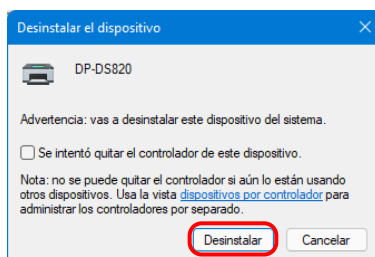 Desinstalar el dispositivo
DP-DS820
Advertencia: vas a desinstalar este dispositivo del sistema.
Se intentó quitar el controlador de este dispositivo.
Nota: no se puede quitar el controlador si aún lo están usando
otros dispositivos. Usa la vista dispositivos por controlador para
administrar los controladores por separado.
Desinstalar Cancelar